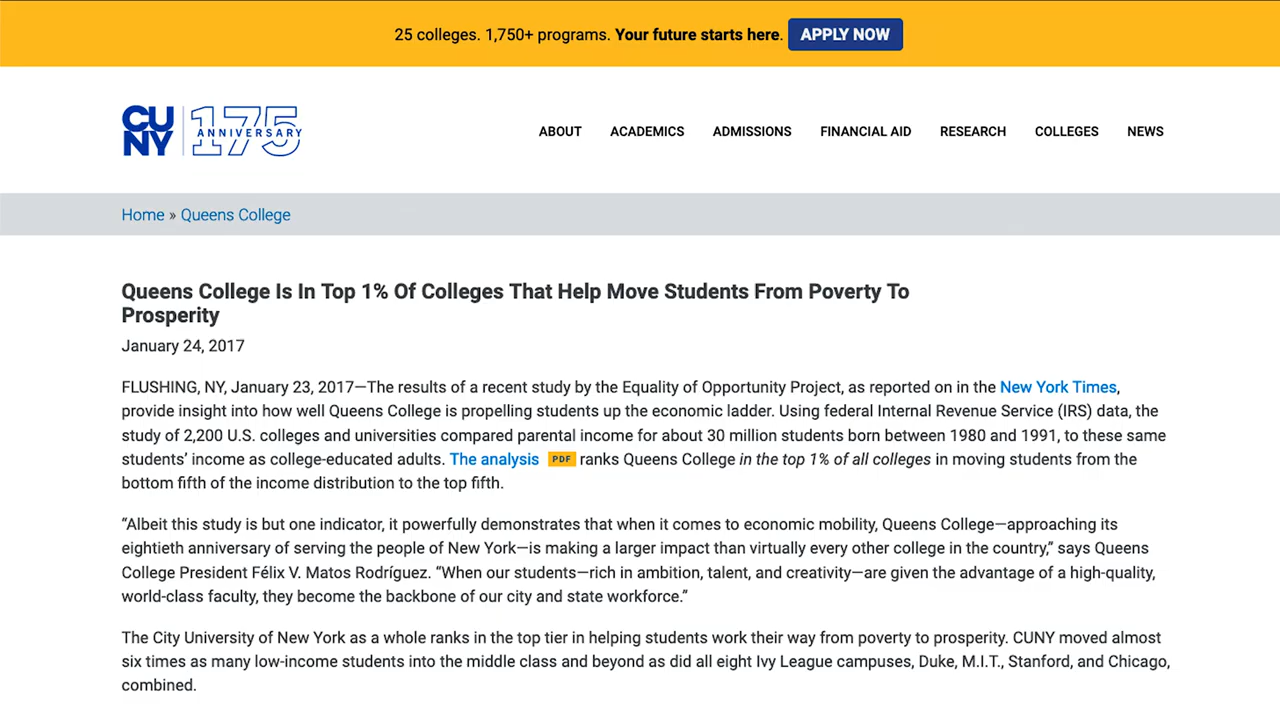 25 colleges. 1,750+ programs. Your future starts here. APPLY NOW
CU
NY
175
ANNIVERSARY
ABOUT ACADEMICS ADMISSIONS FINANCIAL AID RESEARCH COLLEGES NEWS
Home » Queens College
Queens College Is In Top 1% Of Colleges That Help Move Students From Poverty To
Prosperity
January 24, 2017
FLUSHING, NY, January 23, 2017—The results of a recent study by the Equality of Opportunity Project, as reported on in the New York Times,
provide insight into how well Queens College is propelling students up the economic ladder. Using federal Internal Revenue Service (IRS) data, the
study of 2,200 U.S. colleges and universities compared parental income for about 30 million students born between 1980 and 1991, to these same
students’ income as college-educated adults. The analysis PDF ranks Queens College in the top 1% of all colleges in moving students from the
bottom fifth of the income distribution to the top fifth.
“Albeit this study is but one indicator, it powerfully demonstrates that when it comes to economic mobility, Queens College—approaching its
eightieth anniversary of serving the people of New York—is making a larger impact than virtually every other college in the country,” says Queens
College President Félix V. Matos Rodríguez. “When our students—rich in ambition, talent, and creativity—are given the advantage of a high-quality,
world-class faculty, they become the backbone of our city and state workforce.”
The City University of New York as a whole ranks in the top tier in helping students work their way from poverty to prosperity. CUNY moved almost
six times as many low-income students into the middle class and beyond as did all eight Ivy League campuses, Duke, M.I.T., Stanford, and Chicago,
combined.